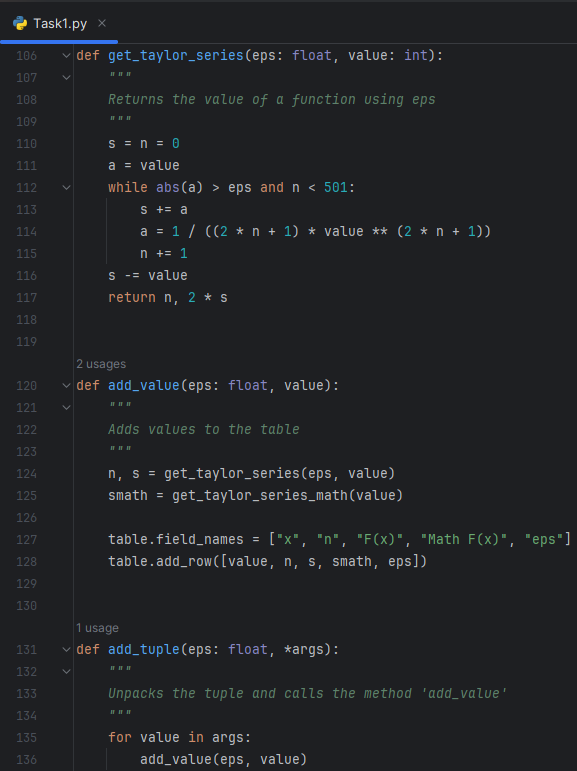 Task1.py ×
106 def get_taylor_series(eps: float, value: int):
107     """
108     Returns the value of a function using eps
109     """
110     s = n = 0
111     a = value
112     while abs(a) > eps and n < 501:
113         s += a
114         a = 1 / ((2 * n + 1) * value ** (2 * n + 1))
115         n += 1
116     s -= value
117     return n, 2 * s
118
119
2 usages
120 def add_value(eps: float, value):
121     """
122     Adds values to the table
123     """
124     n, s = get_taylor_series(eps, value)
125     smath = get_taylor_series_math(value)
126
127     table.field_names = ["x", "n", "F(x)", "Math F(x)", "eps"]
128     table.add_row([value, n, s, smath, eps])
129
130
1 usage
131 def add_tuple(eps: float, *args):
132     """
133     Unpacks the tuple and calls the method 'add_value'
134     """
135     for value in args:
136         add_value(eps, value)